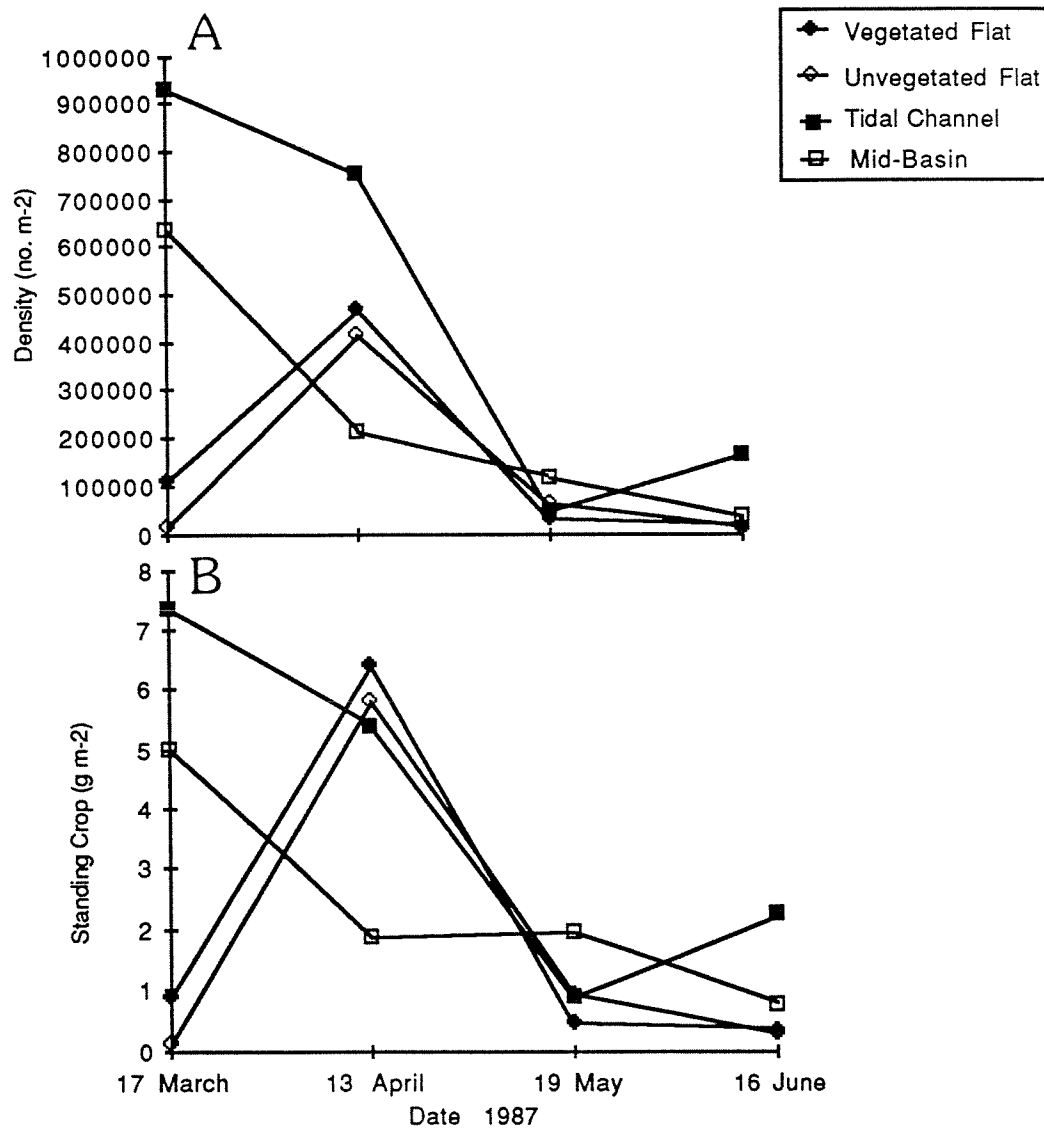 A
Vegetated Flat
Unvegetated Flat
Tidal Channel
Mid-Basin
1000000
900000
800000
700000
600000
500000
400000
300000
200000
100000
0
Density (no. m-2)
B
8
7
6
5
4
3
2
1
0
Standing Crop (g m-2)
17 March 13 April 19 May 16 June
Date 1987